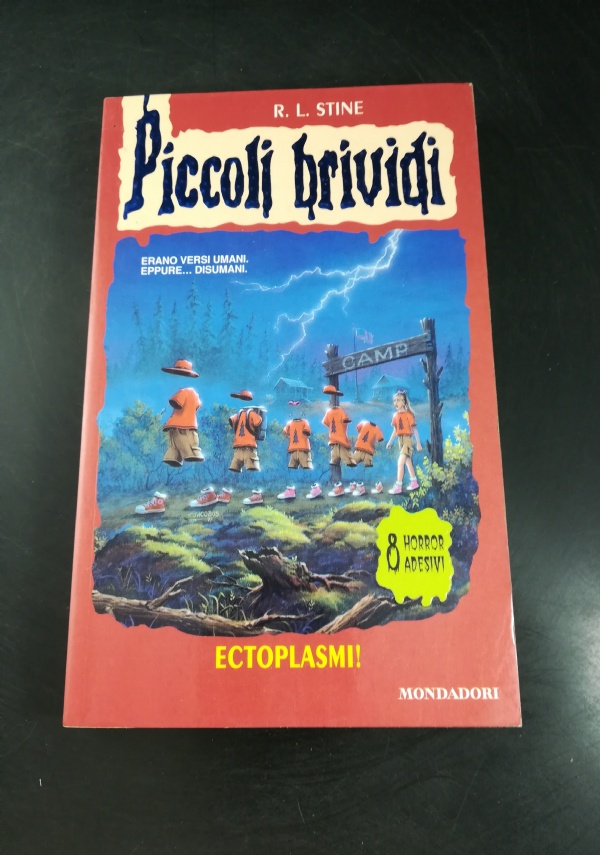 R. L. STINE
Piccoli brividi
ERANO VERSI UMANI.
EPPURE... DISUMANI.
CAMP
8 HORROR
ADESIVI
ECTOPLASMI!
MONDADORI